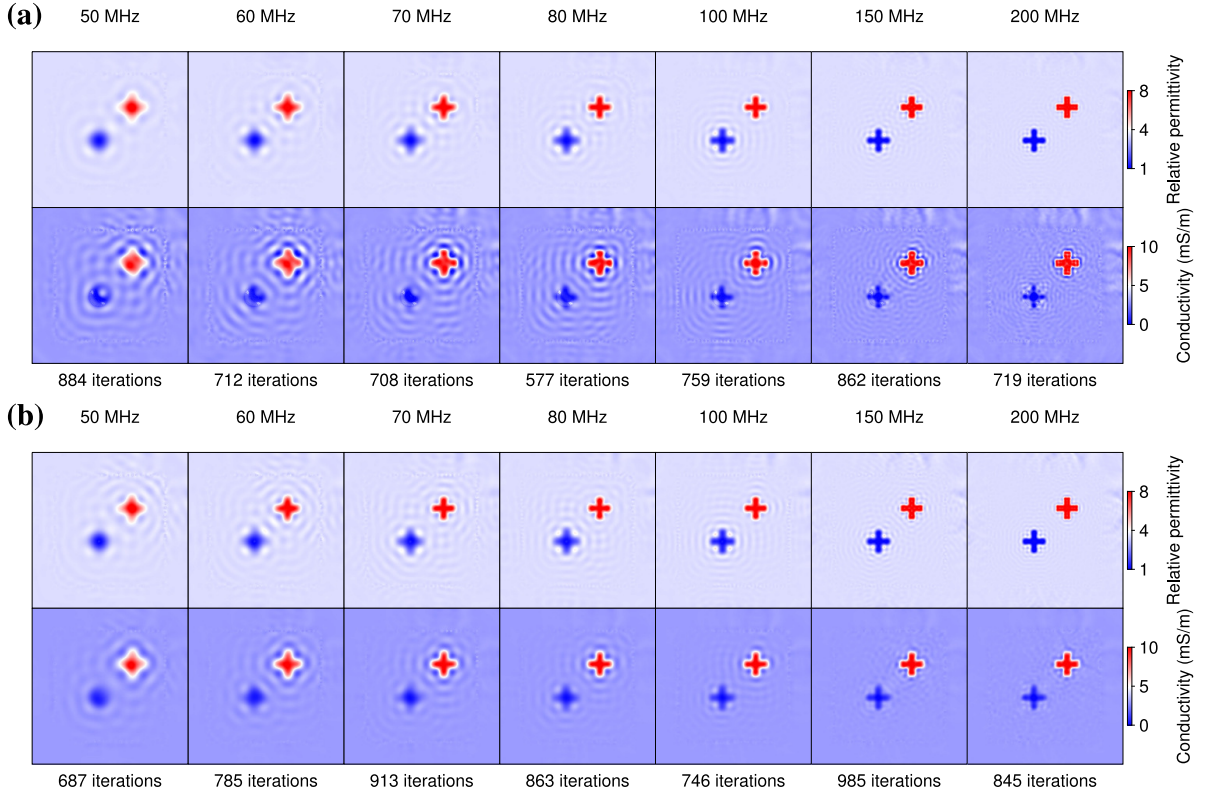 (a)
50 MHz 60 MHz 70 MHz 80 MHz 100 MHz 150 MHz 200 MHz
8
4
1
Relative permittivity
10
5
0
Conductivity (mS/m)
884 iterations 712 iterations 708 iterations 577 iterations 759 iterations 862 iterations 719 iterations
(b)
50 MHz 60 MHz 70 MHz 80 MHz 100 MHz 150 MHz 200 MHz
8
4
1
Relative permittivity
10
5
0
Conductivity (mS/m)
687 iterations 785 iterations 913 iterations 863 iterations 746 iterations 985 iterations 845 iterations